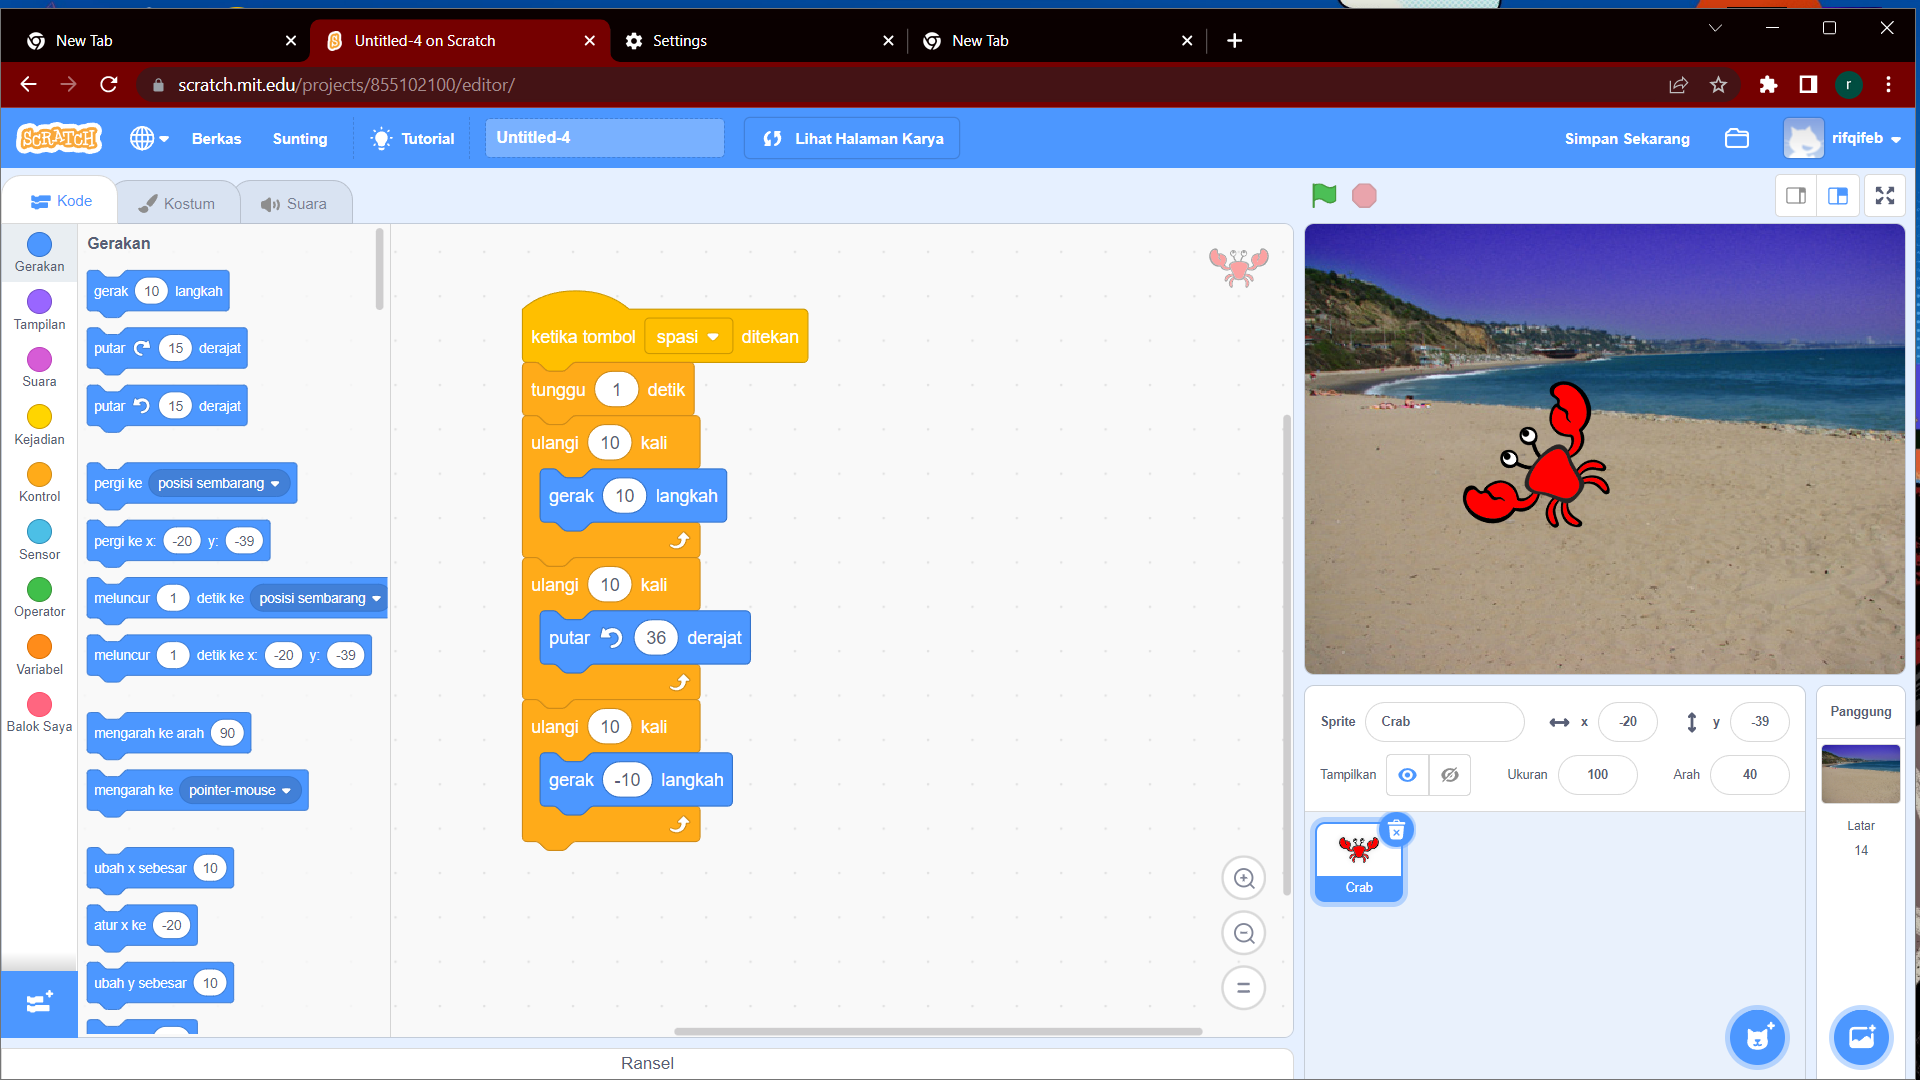 New Tab
Untitled-4 on Scratch
Settings
New Tab
scratch.mit.edu/projects/855102100/editor/
r
SCRATCH
Berkas
Sunting
Tutorial
Untitled-4
Lihat Halaman Karya
Simpan Sekarang
rifqifeb
Kode
Kostum
Suara
Gerakan
Tampilan
Suara
Kejadian
Kontrol
Sensor
Operator
Variabel
Balok Saya
Gerakan
gerak 10 langkah
putar 15 derajat
putar 15 derajat
pergi ke posisi sembarang
pergi ke x: -20 y: -39
meluncur 1 detik ke posisi sembarang
meluncur 1 detik ke x: -20 y: -39
mengarah ke arah 90
mengarah ke pointer-mouse
ubah x sebesar 10
atur x ke -20
ubah y sebesar 10
ketika tombol spasi ditekan
tunggu 1 detik
ulangi 10 kali
gerak 10 langkah
ulangi 10 kali
putar 36 derajat
ulangi 10 kali
gerak -10 langkah
Ransel
Sprite Crab x -20 y -39
Tampilkan Ukuran 100 Arah 40
Crab
Panggung
Latar
14